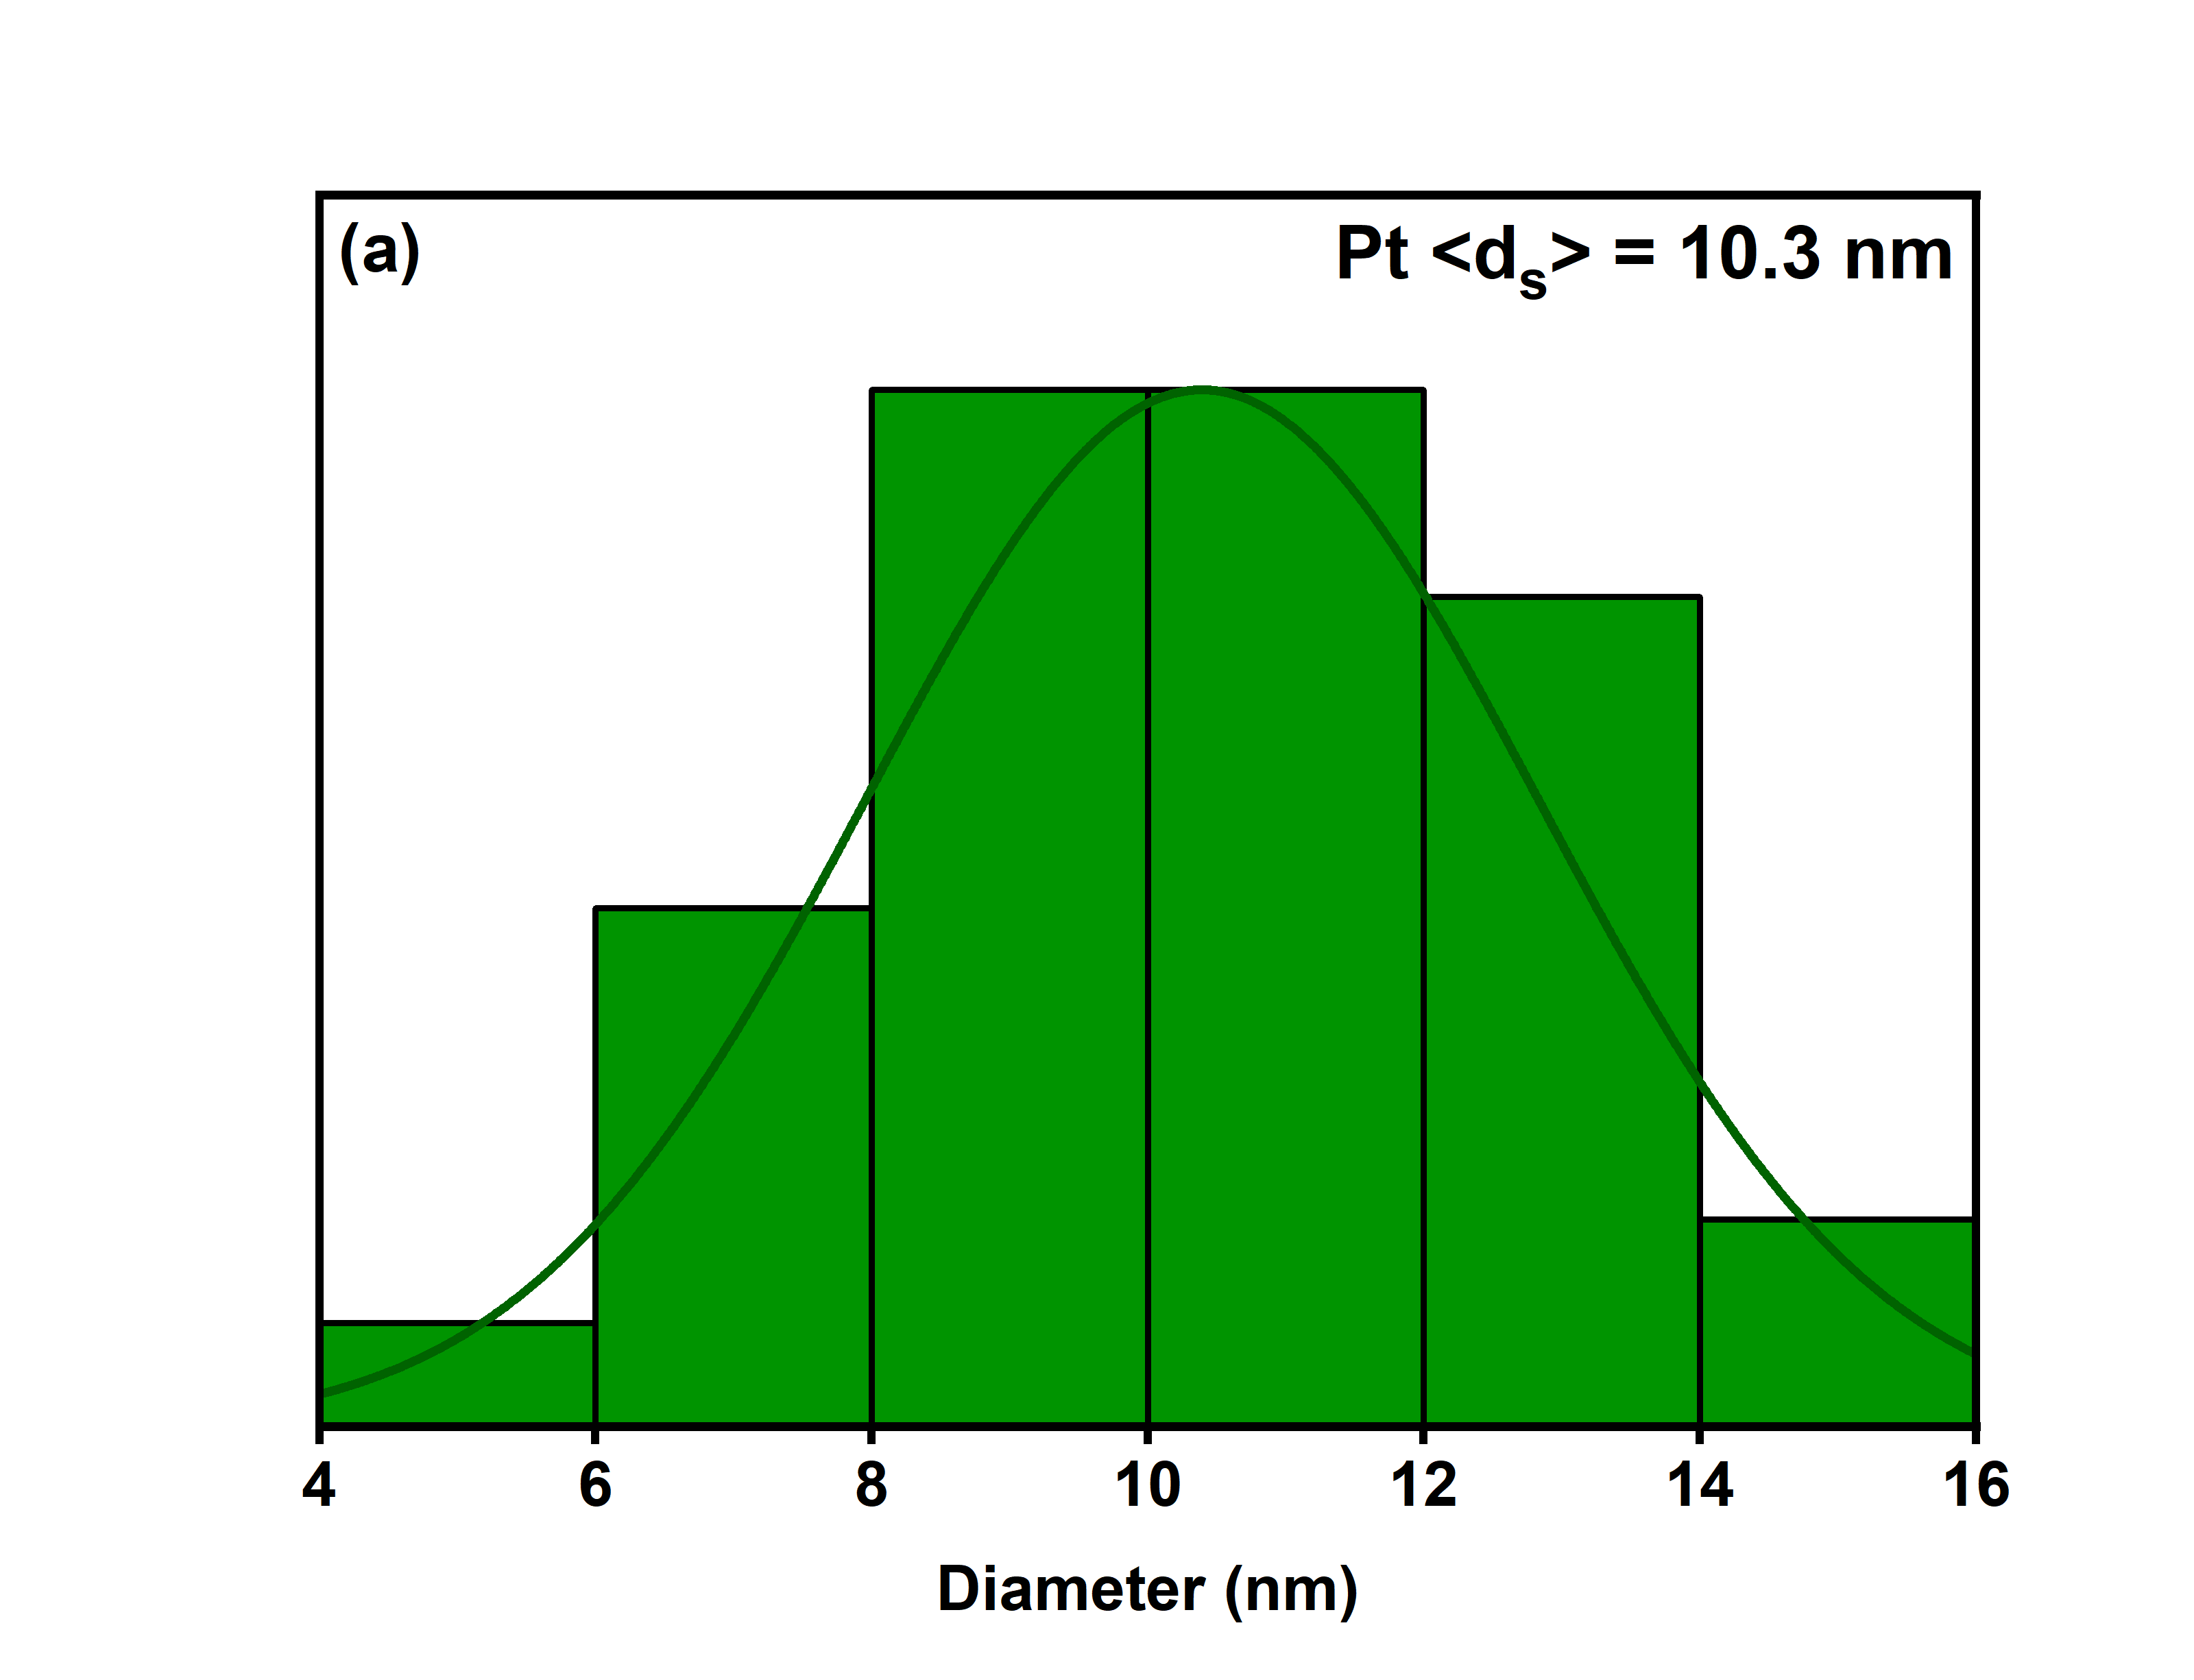 (a)
Pt <ds> = 10.3 nm
4 6 8 10 12 14 16
Diameter (nm)